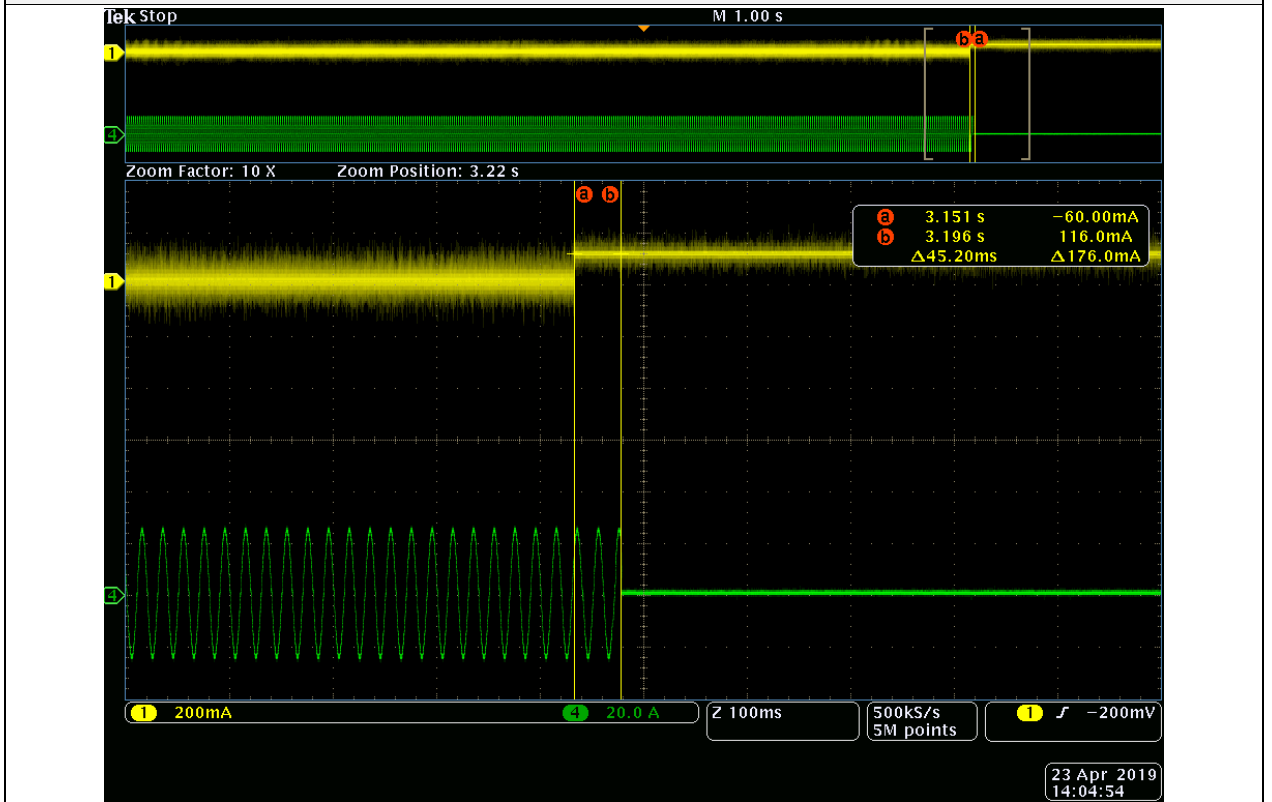 Tek Stop M 1.00 s
1
b a
4
Zoom Factor: 10 X Zoom Position: 3.22 s
a b
a 3.151 s −60.00mA
b 3.196 s 116.0mA
Δ45.20ms Δ176.0mA
1
4
1 200mA 4 20.0 A Z 100ms 500kS/s 1 −200mV
5M points
23 Apr 2019
14:04:54